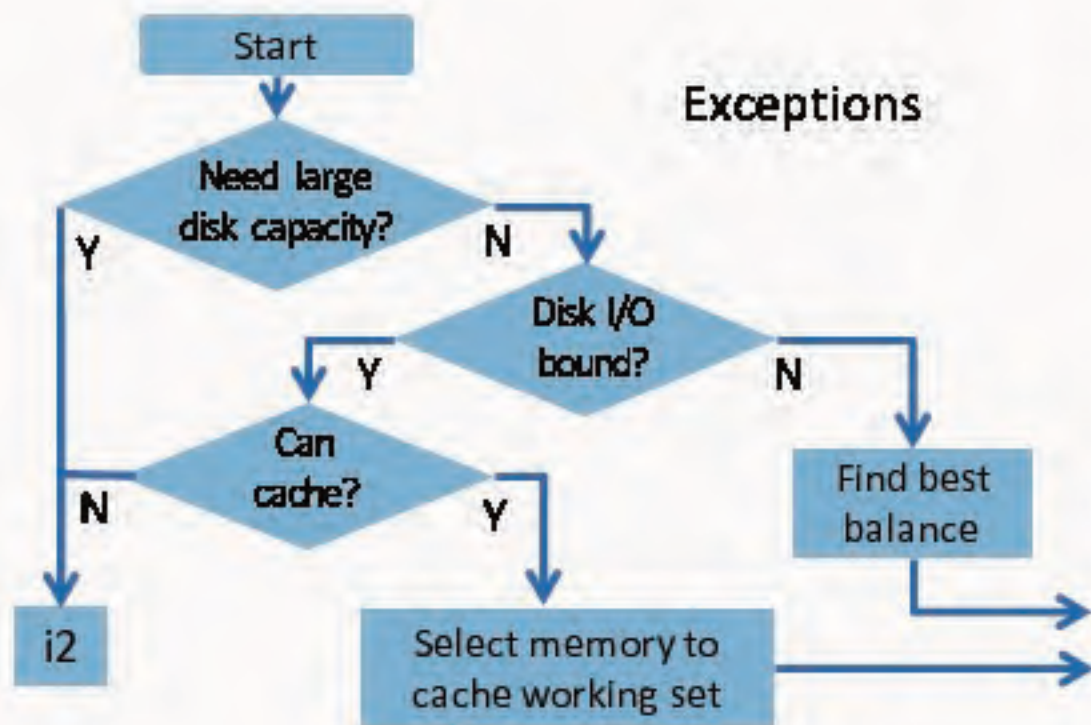 Start
Exceptions
Need large
disk capacity?
Y
N
Disk I/O
bound?
Y
N
Can
cache?
N
Y
Find best
balance
i2
Select memory to
cache working set